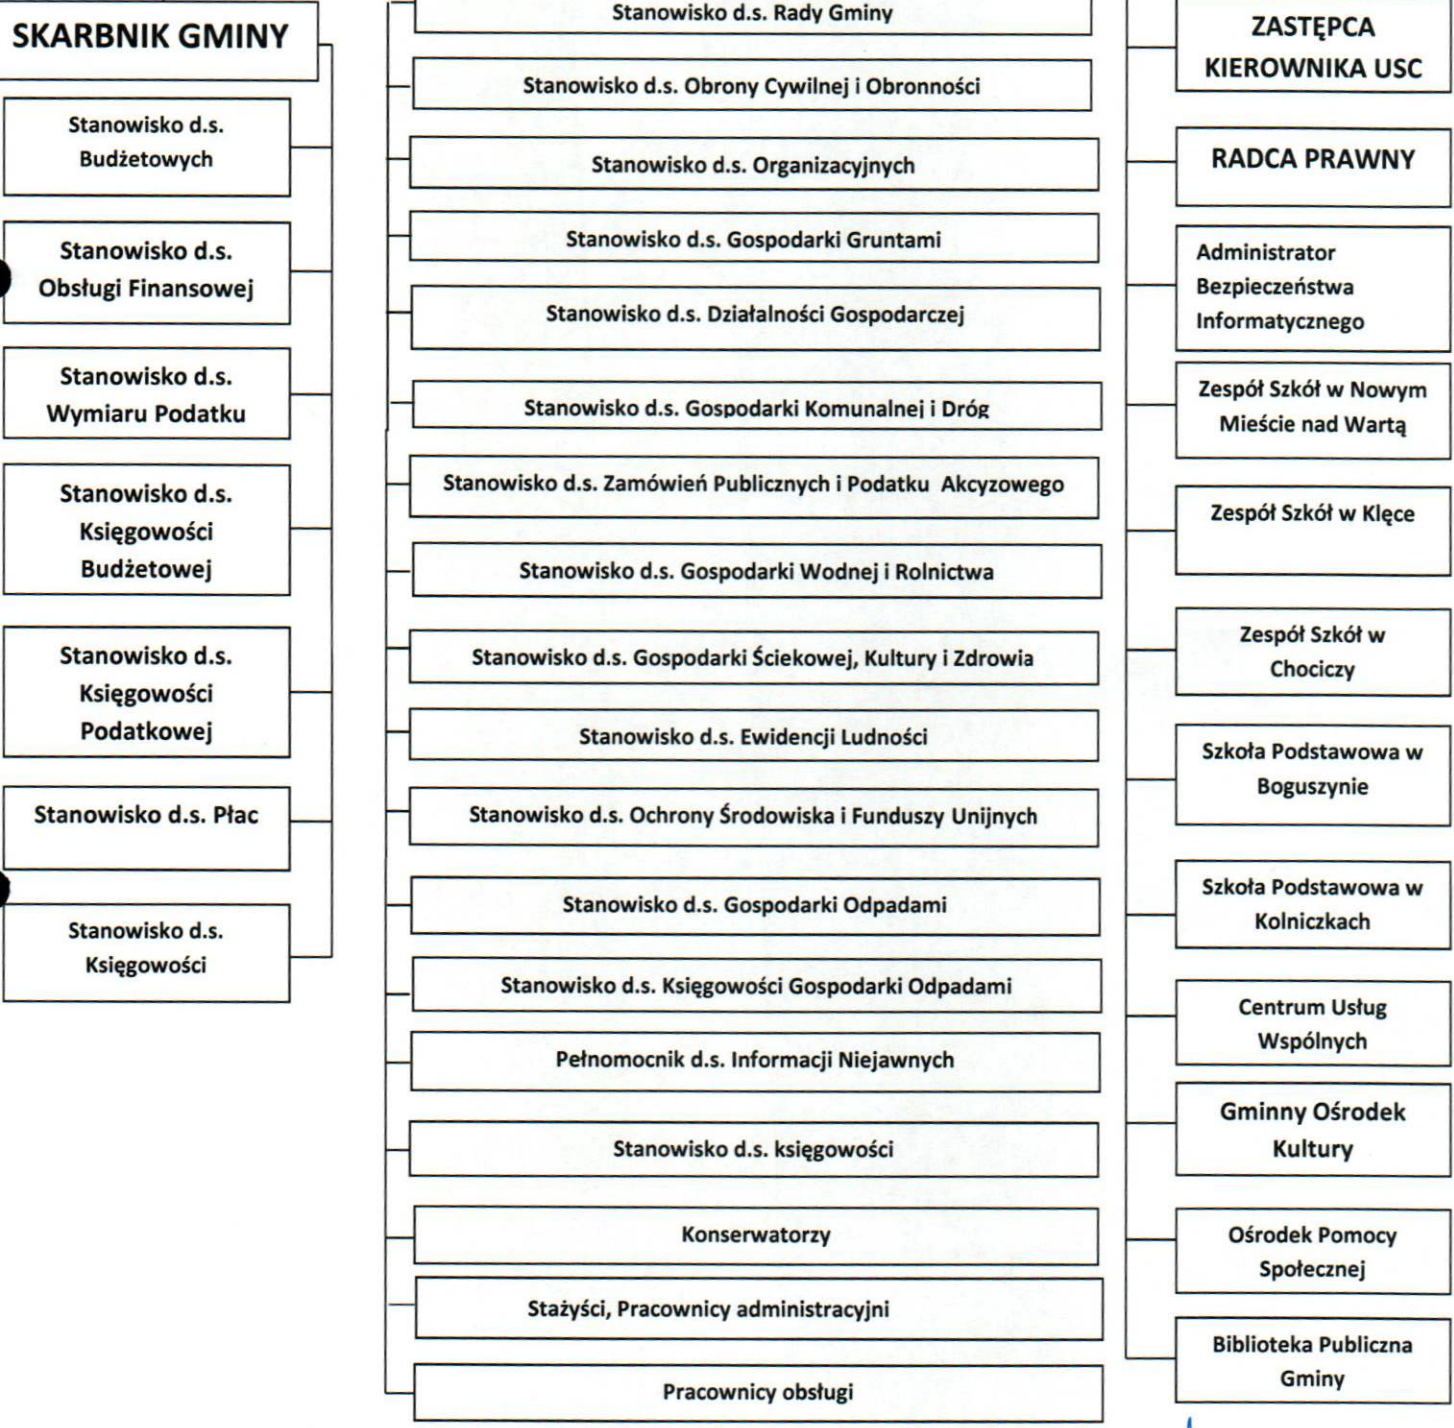 SKARBNIK GMINY
Stanowisko d.s.
Budżetowych
Stanowisko d.s.
Obsługi Finansowej
Stanowisko d.s.
Wymiaru Podatku
Stanowisko d.s.
Księgowości
Budżetowej
Stanowisko d.s.
Księgowości
Podatkowej
Stanowisko d.s. Płac
Stanowisko d.s.
Księgowości
Stanowisko d.s. Rady Gminy
Stanowisko d.s. Obrony Cywilnej i Obronności
Stanowisko d.s. Organizacyjnych
Stanowisko d.s. Gospodarki Gruntami
Stanowisko d.s. Działalności Gospodarczej
Stanowisko d.s. Gospodarki Komunalnej i Dróg
Stanowisko d.s. Zamówień Publicznych i Podatku Akcyzowego
Stanowisko d.s. Gospodarki Wodnej i Rolnictwa
Stanowisko d.s. Gospodarki Ściekowej, Kultury i Zdrowia
Stanowisko d.s. Ewidencji Ludności
Stanowisko d.s. Ochrony Środowiska i Funduszy Unijnych
Stanowisko d.s. Gospodarki Odpadami
Stanowisko d.s. Księgowości Gospodarki Odpadami
Pełnomocnik d.s. Informacji Niejawnych
Stanowisko d.s. księgowości
Konserwatorzy
Stażyści, Pracownicy administracyjni
Pracownicy obsługi
ZASTĘPCA
KIEROWNIKA USC
RADCA PRAWNY
Administrator
Bezpieczeństwa
Informatycznego
Zespół Szkół w Nowym
Mieście nad Wartą
Zespół Szkół w Klęce
Zespół Szkół w
Chociczy
Szkoła Podstawowa w
Boguszynie
Szkoła Podstawowa w
Kolniczkach
Centrum Usług
Wspólnych
Gminny Ośrodek
Kultury
Ośrodek Pomocy
Społecznej
Biblioteka Publiczna
Gminy